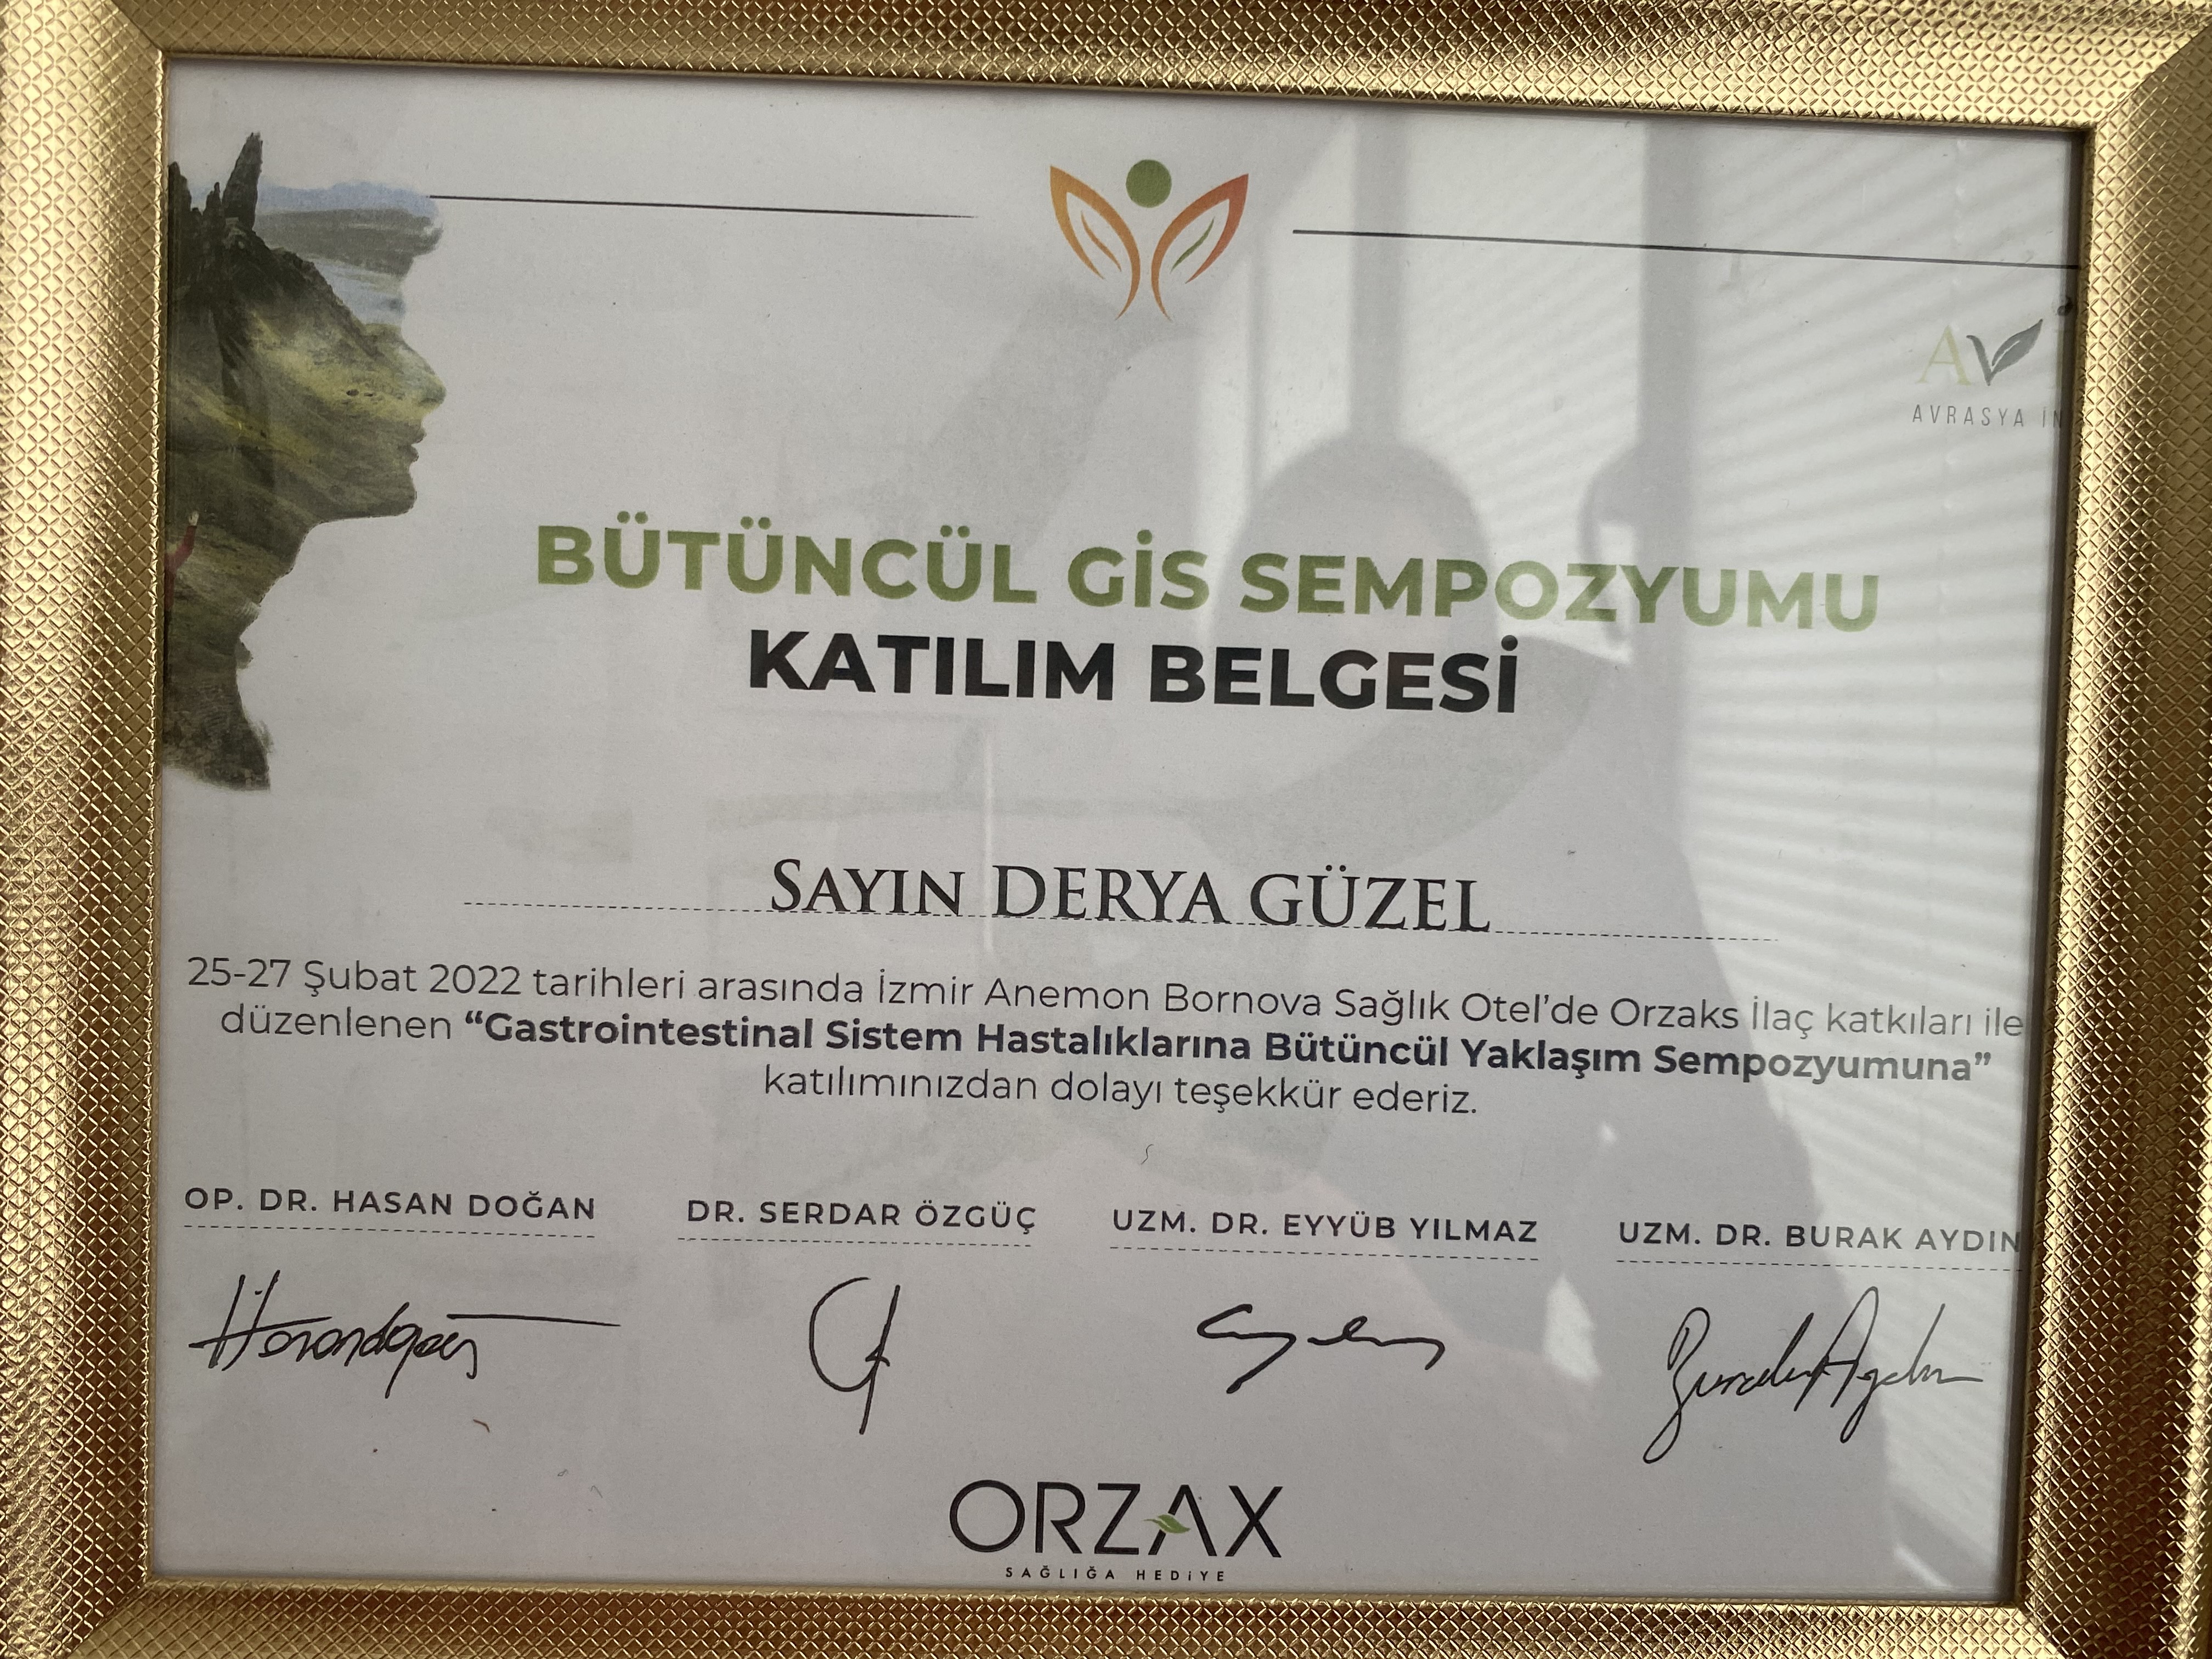 AV
AVRASYA İN
BÜTÜNCÜL GİS SEMPOZYUMU
KATILIM BELGESİ
SAYIN DERYA GÜZEL
25-27 Şubat 2022 tarihleri arasında İzmir Anemon Bornova Sağlık Otel'de Orzaks İlaç katkıları ile
düzenlenen “Gastrointestinal Sistem Hastalıklarına Bütüncül Yaklaşım Sempozyumuna”
katılımınızdan dolayı teşekkür ederiz.
OP. DR. HASAN DOĞAN DR. SERDAR ÖZGÜÇ UZM. DR. EYYÜB YILMAZ UZM. DR. BURAK AYDIN
ORZAX
SAĞLIĞA HEDİYE